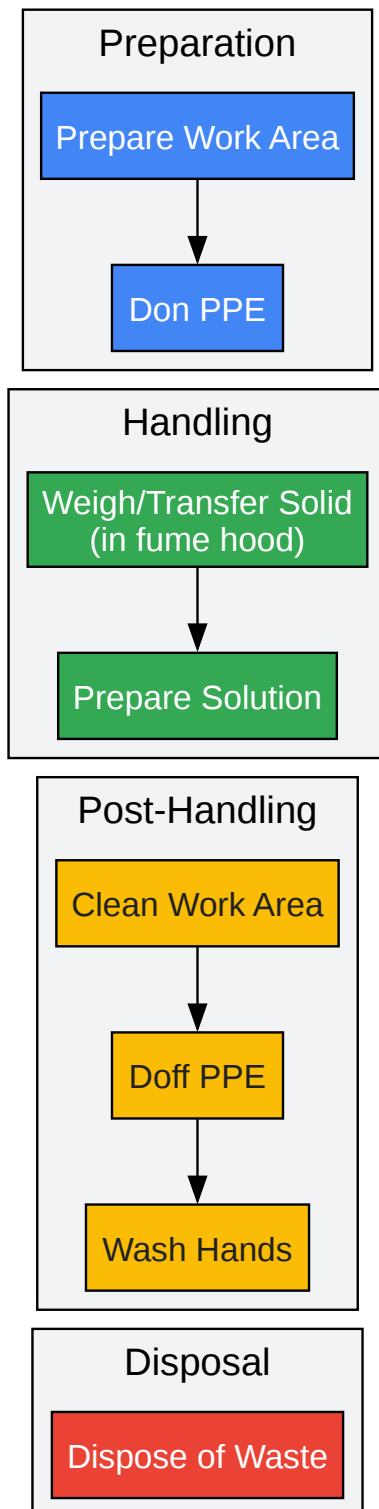 Preparation
Prepare Work Area
Don PPE
Handling
Weigh/Transfer Solid
(in fume hood)
Prepare Solution
Post-Handling
Clean Work Area
Doff PPE
Wash Hands
Disposal
Dispose of Waste